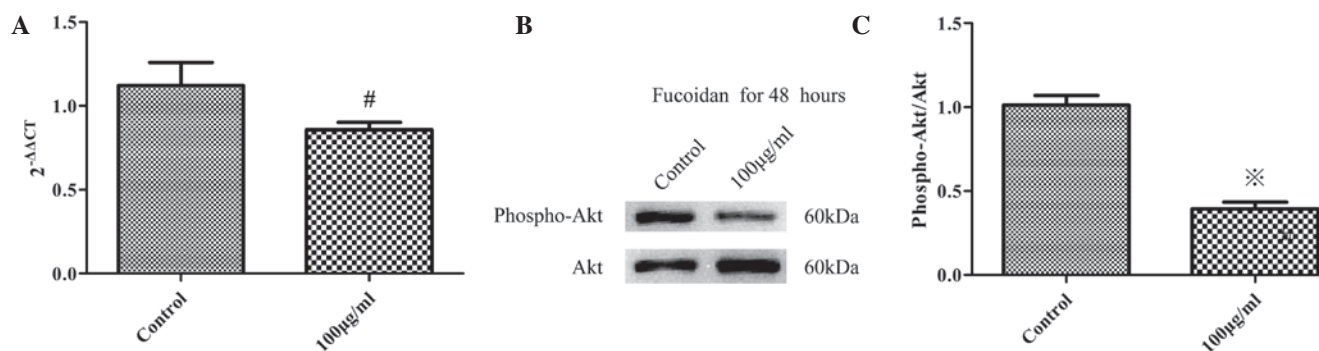 A
1.5
1.0
0.5
0.0
2-ΔΔCT
#
Control
100μg/ml
B
Fucoidan for 48 hours
Control
100μg/ml
Phospho-Akt
60kDa
Akt
60kDa
C
1.5
1.0
0.5
0.0
Phospho-Akt/Akt
※
Control
100μg/ml